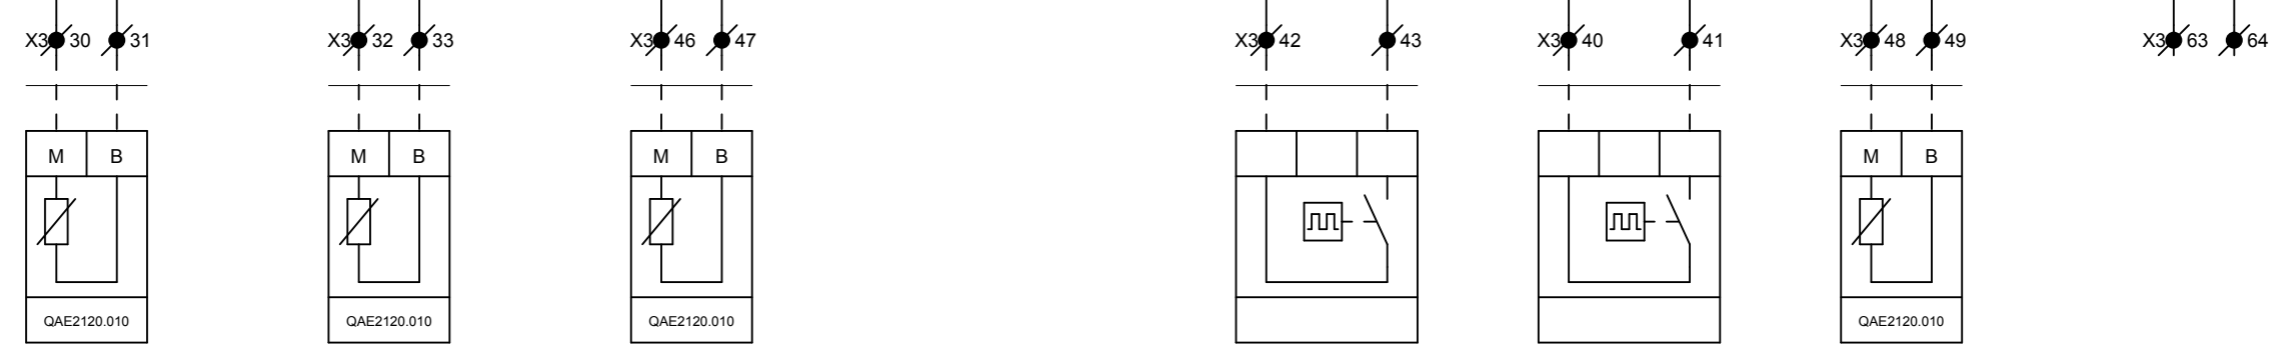 X3 30 31 X3 32 33 X3 46 47 X3 42 43 X3 40 41 X3 48 49 X3 63 64
M B M B M B M B
QAE2120.010 QAE2120.010 QAE2120.010 QAE2120.010